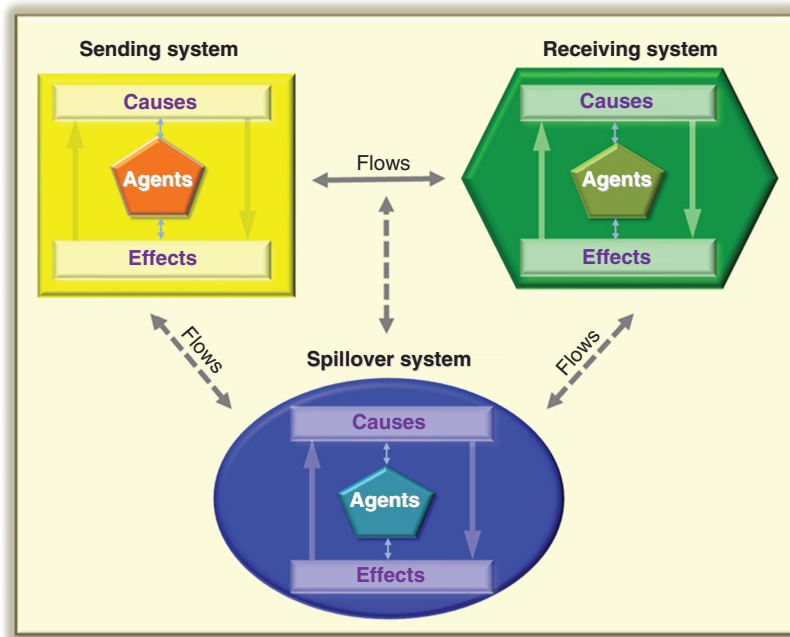 Sending system
Causes
Agents
Effects
Flows
Receiving system
Causes
Agents
Effects
Flows
Flows
Spillover system
Causes
Agents
Effects